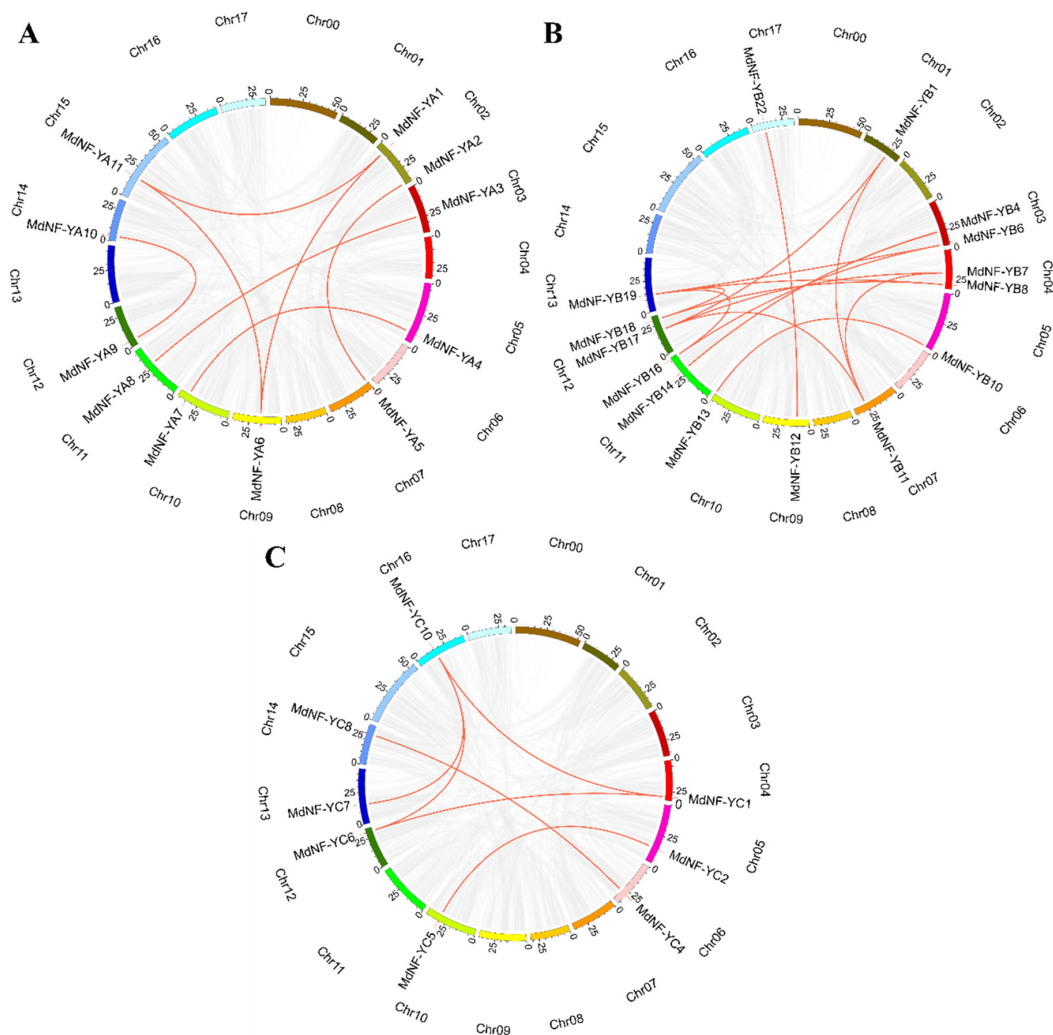 A
Chr00
Chr01
MdNF-YA1
Chr02
MdNF-YA2
Chr03
MdNF-YA3
Chr04
Chr05
MdNF-YA4
Chr06
MdNF-YA5
Chr07
Chr08
Chr09
MdNF-YA6
Chr10
MdNF-YA7
Chr11
MdNF-YA8
Chr12
MdNF-YA9
Chr13
MdNF-YA10
Chr14
MdNF-YA11
Chr15
Chr16
Chr17
B
Chr00
Chr01
MdNF-YB1
Chr02
Chr03
MdNF-YB4
MdNF-YB6
Chr04
MdNF-YB7
MdNF-YB8
Chr05
MdNF-YB10
Chr06
Chr07
MdNF-YB11
Chr08
Chr09
MdNF-YB12
Chr10
MdNF-YB13
Chr11
MdNF-YB14
MdNF-YB16
Chr12
MdNF-YB17
MdNF-YB18
MdNF-YB19
Chr13
Chr14
Chr15
Chr16
Chr17
MdNF-YB22
C
Chr00
Chr01
Chr02
Chr03
Chr04
MdNF-YC1
Chr05
MdNF-YC2
Chr06
MdNF-YC4
Chr07
Chr08
Chr09
Chr10
MdNF-YC5
Chr11
Chr12
MdNF-YC6
Chr13
MdNF-YC7
Chr14
MdNF-YC8
Chr15
Chr16
MdNF-YC10
Chr17